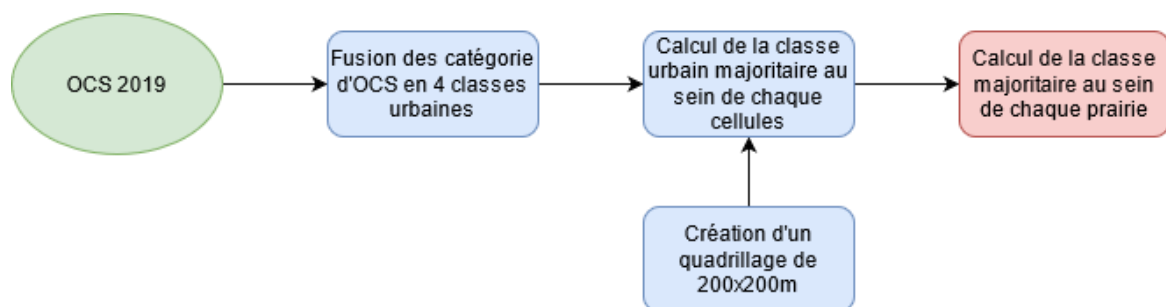 OCS 2019
Fusion des catégorie
d'OCS en 4 classes
urbaines
Calcul de la classe
urbain majoritaire au
sein de chaque
cellules
Calcul de la classe
majoritaire au sein
de chaque prairie
Création d'un
quadrillage de
200x200m